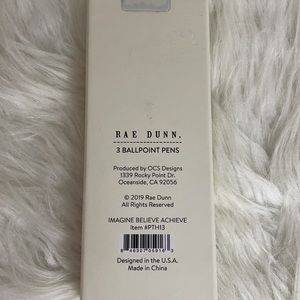 RAE DUNN.
3 BALLPOINT PENS
Produced by OCS Designs
1339 Rocky Point Dr.
Oceanside, CA 92056
© 2019 Rae Dunn
All Rights Reserved
IMAGINE BELIEVE ACHIEVE
Item #PTH13
Designed in the U.S.A.
Made in China